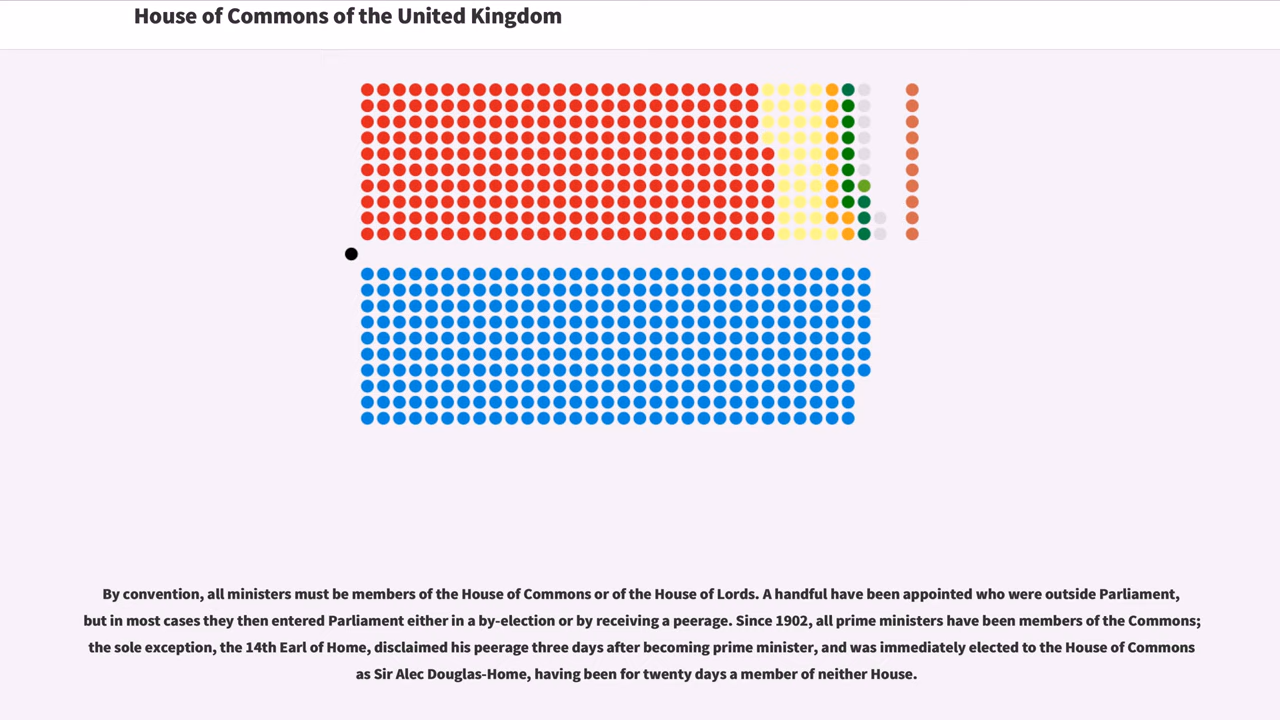 House of Commons of the United Kingdom
By convention, all ministers must be members of the House of Commons or of the House of Lords. A handful have been appointed who were outside Parliament,
but in most cases they then entered Parliament either in a by-election or by receiving a peerage. Since 1902, all prime ministers have been members of the Commons;
the sole exception, the 14th Earl of Home, disclaimed his peerage three days after becoming prime minister, and was immediately elected to the House of Commons
as Sir Alec Douglas-Home, having been for twenty days a member of neither House.